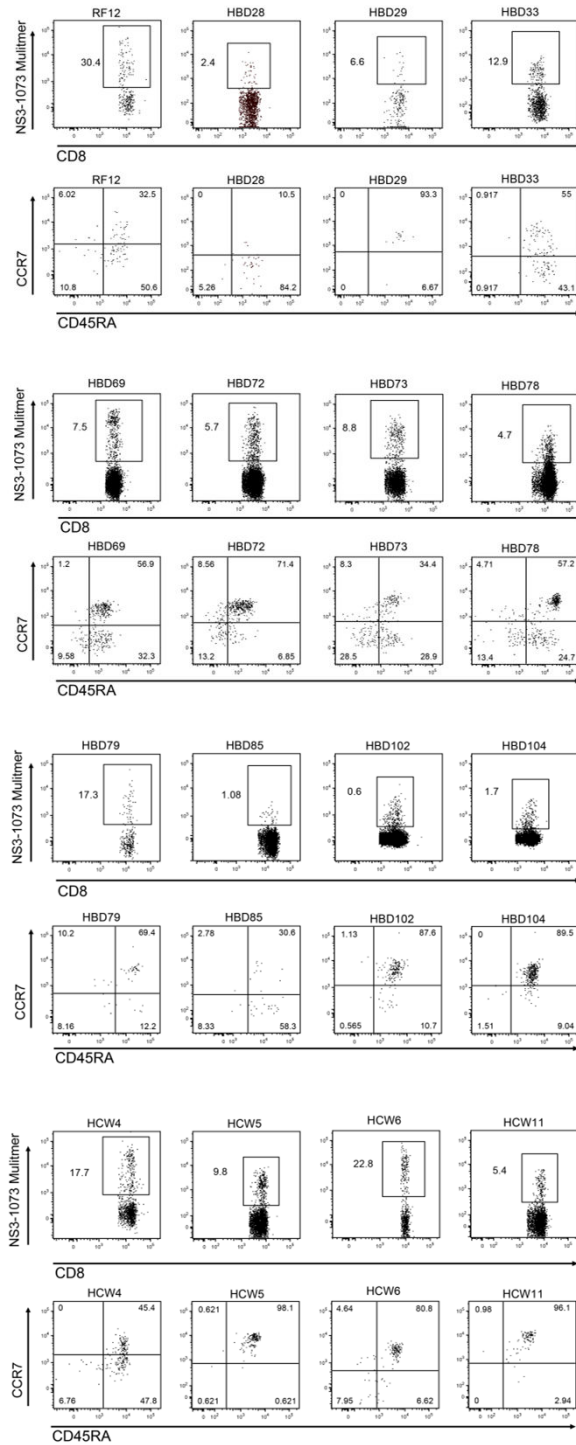 RF12 HBD28 HBD29 HBD33
NS3-1073 Mulitmer
30.4 2.4 6.6 12.9
CD8
RF12 HBD28 HBD29 HBD33
CCR7
6.02 32.5 0 10.5 0 93.3 0.917 55
10.8 50.6 5.26 84.2 0 6.67 0.917 43.1
CD45RA
HBD69 HBD72 HBD73 HBD78
NS3-1073 Mulitmer
7.5 5.7 8.8 4.7
CD8
HBD69 HBD72 HBD73 HBD78
CCR7
1.2 56.9 8.56 71.4 8.3 34.4 4.71 57.2
9.58 32.3 13.2 6.85 28.5 28.9 13.4 24.7
CD45RA
HBD79 HBD85 HBD102 HBD104
NS3-1073 Mulitmer
17.3 1.08 0.6 1.7
CD8
HBD79 HBD85 HBD102 HBD104
CCR7
10.2 69.4 2.78 30.6 1.13 87.6 0 89.5
8.16 12.2 8.33 58.3 0.565 10.7 1.51 9.04
CD45RA
HCW4 HCW5 HCW6 HCW11
NS3-1073 Mulitmer
17.7 9.8 22.8 5.4
CD8
HCW4 HCW5 HCW6 HCW11
CCR7
0 45.4 0.621 98.1 4.64 80.8 0.98 96.1
6.76 47.8 0.621 0.621 7.95 6.62 0 2.94
CD45RA